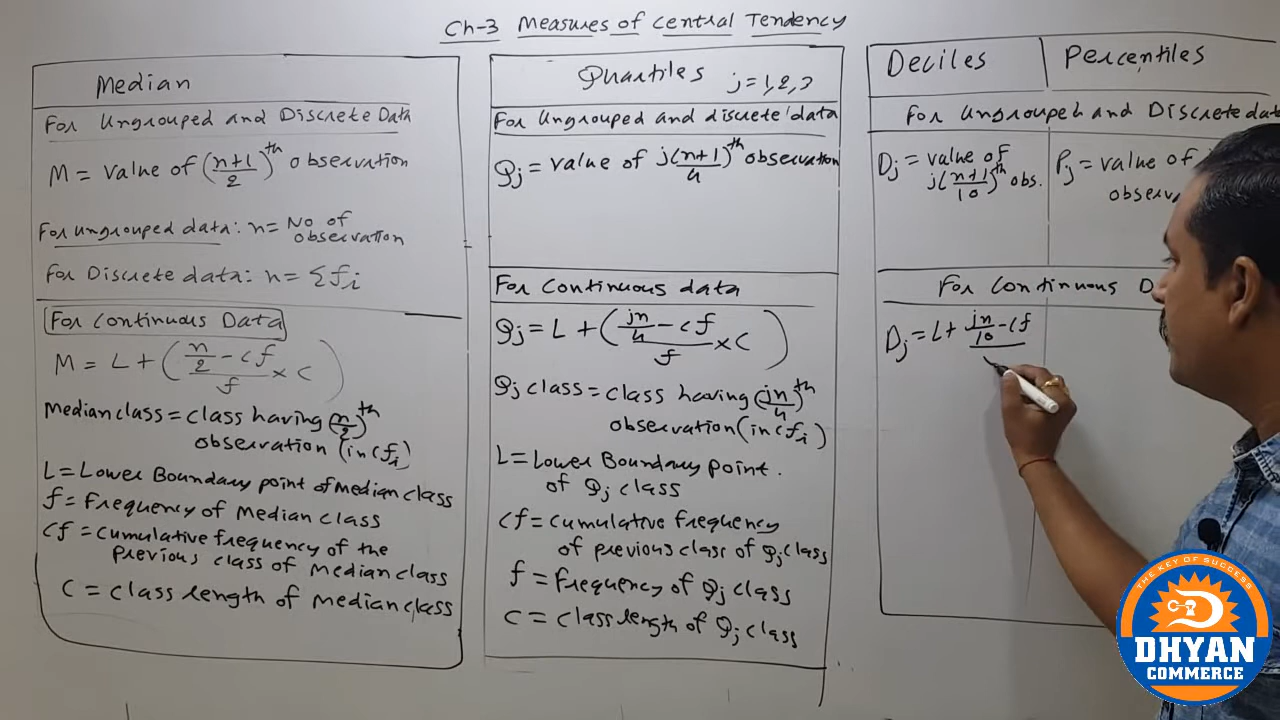 Ch-3 Measures of Central Tendency
Median
For Ungrouped and Discrete Data
M = value of (n+1/2)th observation
For ungrouped data: n = No of observation
For Discrete data: n = Σfi
For Continuous Data
M = L + (n/2 - cf / f × c)
Median class = class having (n/2)th
observation (in cfi)
L = Lower Boundary point of Median class
f = Frequency of Median class
cf = Cumulative frequency of the
previous class of Median class
c = class length of Median class
Quartiles j = 1, 2, 3
For Ungrouped and discrete data
Qj = value of j(n+1/4)th observation
For Continuous data
Qj = L + (jn/4 - cf / f × c)
Qj class = class having (jn/4)th
observation (in cfi)
L = Lower Boundary point.
of Qj class
cf = Cumulative frequency
of previous class of Qj class
f = Frequency of Qj class
c = class length of Qj class
Deciles Percentiles
For Ungrouped and Discrete data
Dj = value of
j(n+1/10)th obs.
Pj = value of
For Continuous D
Dj = L + jn/10 - cf
THE KEY OF SUCCESS
DHYAN
COMMERCE